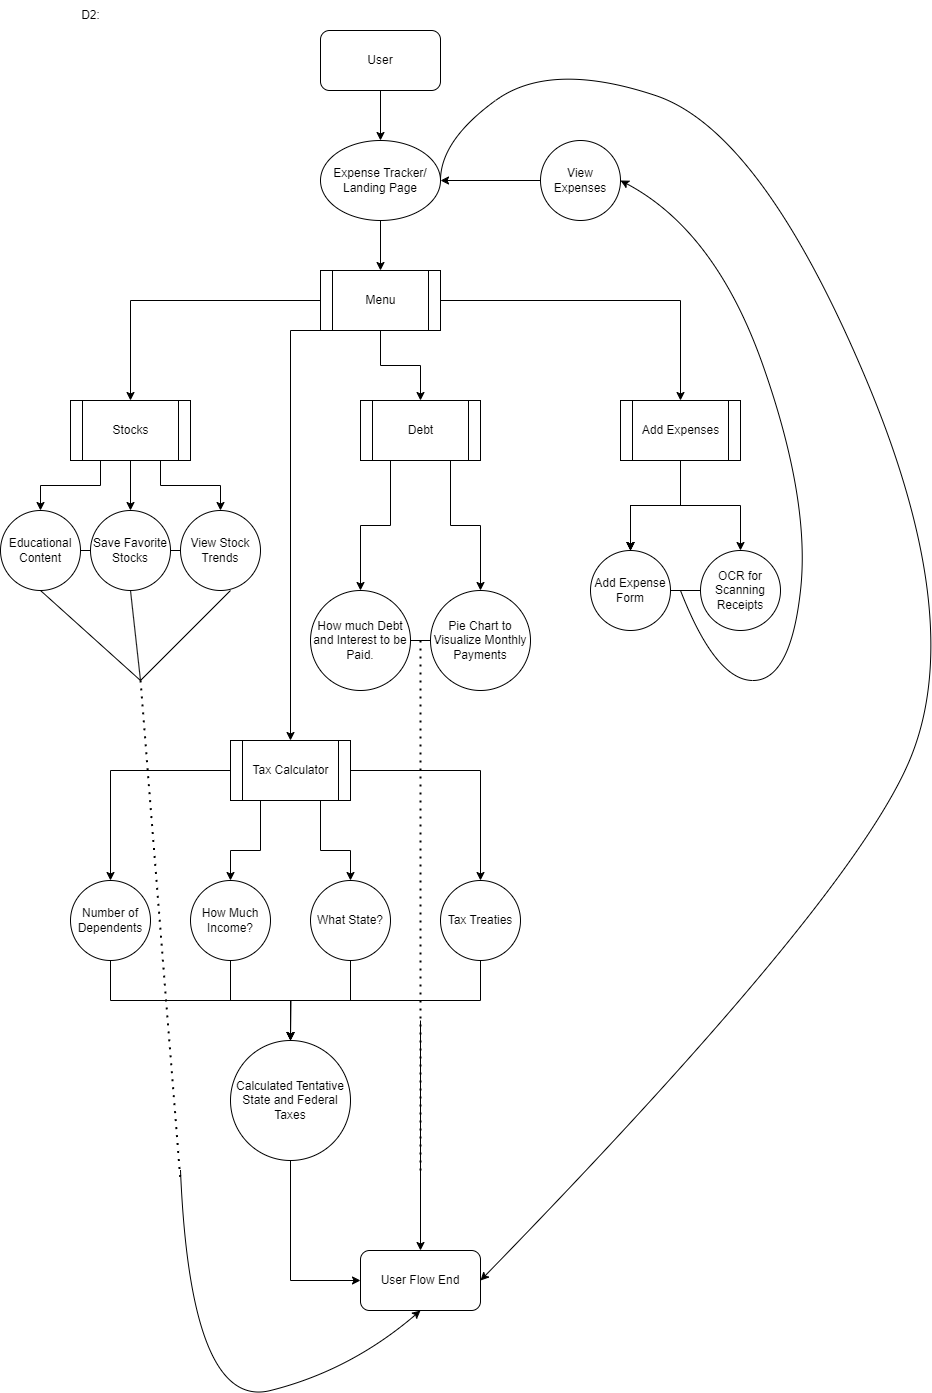 D2:
User
Expense Tracker/
Landing Page
View
Expenses
Menu
Stocks
Debt
Add Expenses
Educational
Content
Save Favorite
Stocks
View Stock
Trends
Add Expense
Form
OCR for
Scanning
Receipts
How much Debt
and Interest to be
Paid.
Pie Chart to
Visualize Monthly
Payments
Tax Calculator
Number of
Dependents
How Much
Income?
What State?
Tax Treaties
Calculated Tentative
State and Federal
Taxes
User Flow End